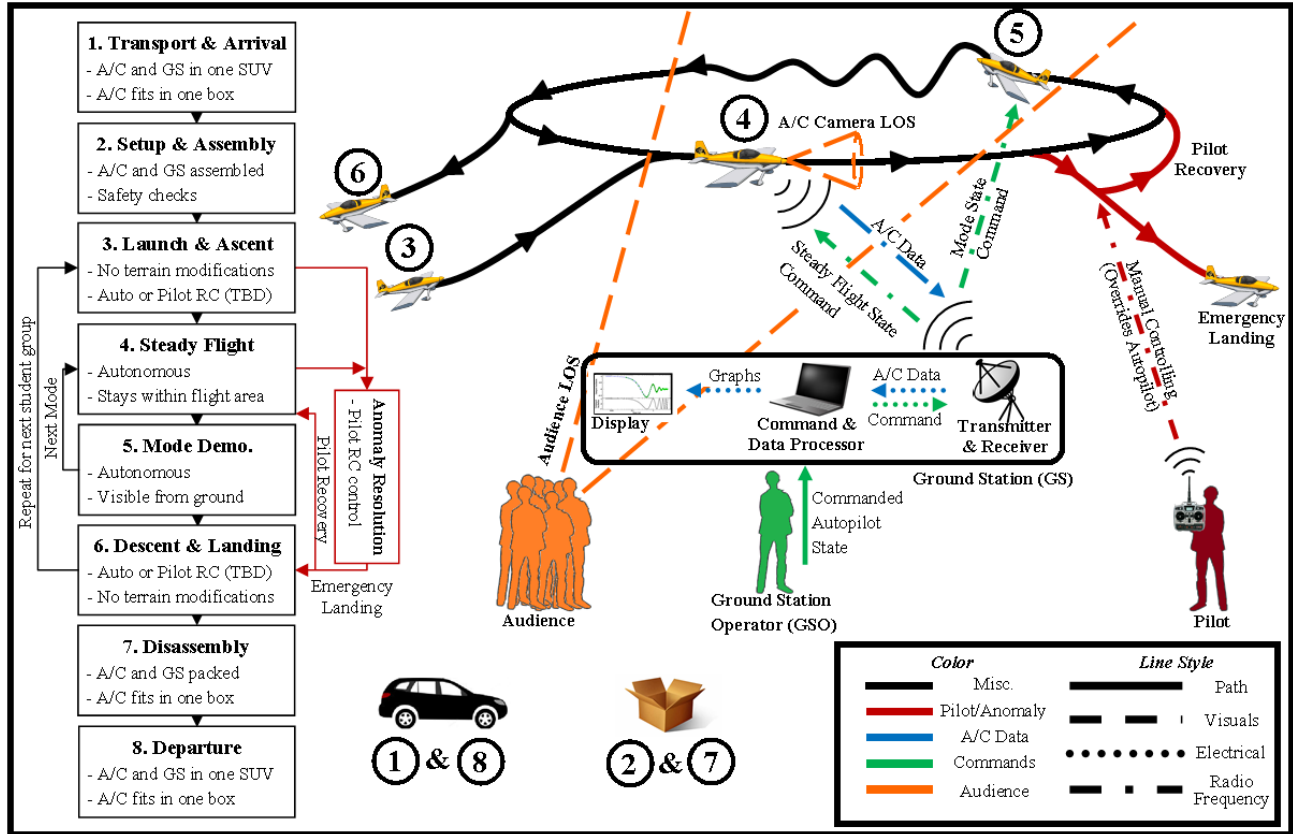 1. Transport & Arrival
- A/C and GS in one SUV
- A/C fits in one box
2. Setup & Assembly
- A/C and GS assembled
- Safety checks
3. Launch & Ascent
- No terrain modifications
- Auto or Pilot RC (TBD)
4. Steady Flight
- Autonomous
- Stays within flight area
5. Mode Demo.
- Autonomous
- Visible from ground
6. Descent & Landing
- Auto or Pilot RC (TBD)
- No terrain modifications
7. Disassembly
- A/C and GS packed
- A/C fits in one box
8. Departure
- A/C and GS in one SUV
- A/C fits in one box
Repeat for next student group
Next Mode
Pilot Recovery
Anomaly Resolution
- Pilot RC control
Emergency
Landing
5
4
A/C Camera LOS
6
3
Pilot
Recovery
A/C Data
Steady Flight State
Command
Mode State
Command
Manual Controlling
(Overrides Autopilot)
Emergency
Landing
Audience LOS
Graphs
Display
Command &
Data Processor
A/C Data
Command
Transmitter
& Receiver
Ground Station (GS)
Commanded
Autopilot
State
Audience
Ground Station
Operator (GSO)
Pilot
1 & 8
2 & 7
Color
Misc.
Pilot/Anomaly
A/C Data
Commands
Audience
Line Style
Path
Visuals
Electrical
Radio
Frequency